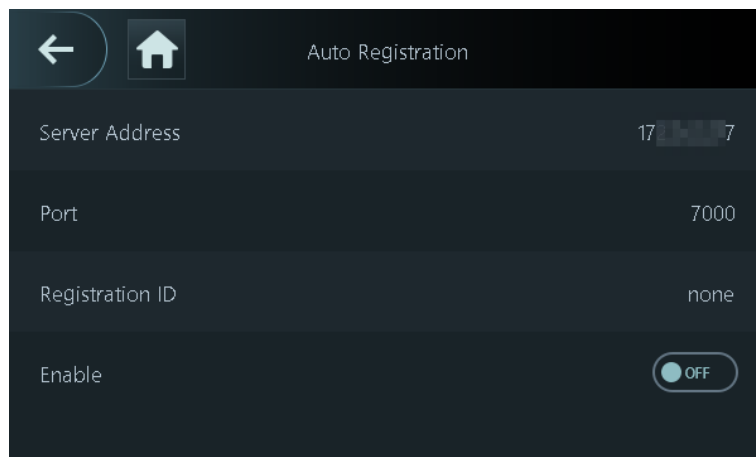 Auto Registration
Server Address
Port 7000
Registration ID none
Enable OFF